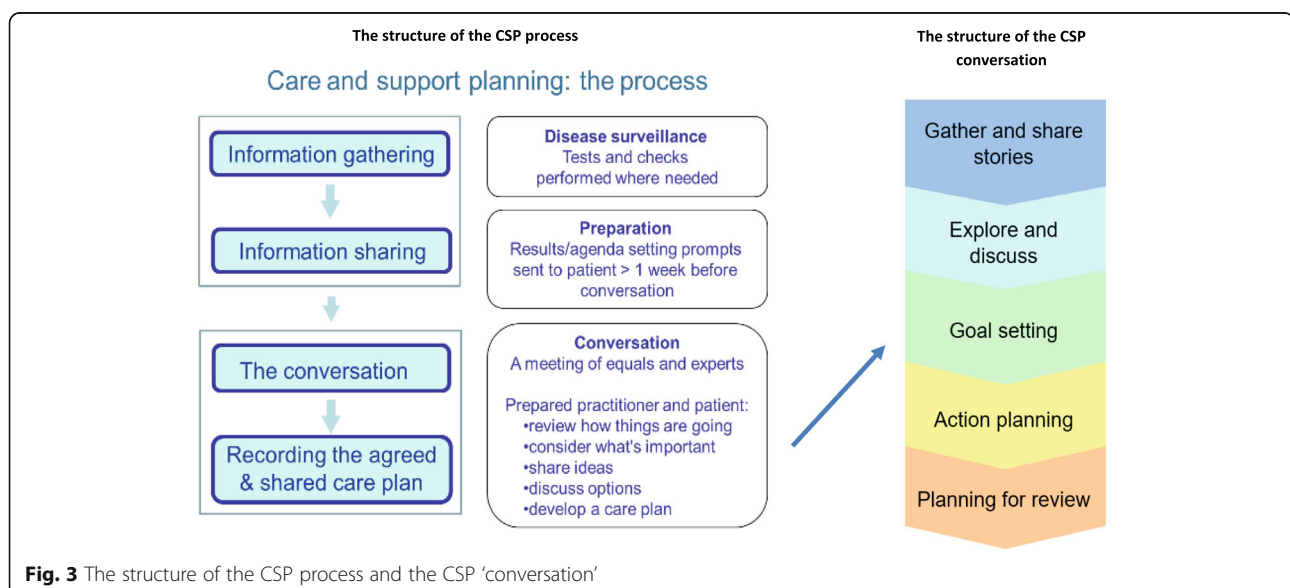 The structure of the CSP process
Care and support planning: the process
Information gathering
Information sharing
The conversation
Recording the agreed
& shared care plan
Disease surveillance
Tests and checks
performed where needed
Preparation
Results/agenda setting prompts
sent to patient > 1 week before
conversation
Conversation
A meeting of equals and experts
Prepared practitioner and patient:
•review how things are going
•consider what's important
•share ideas
•discuss options
•develop a care plan
The structure of the CSP
conversation
Gather and share
stories
Explore and
discuss
Goal setting
Action planning
Planning for review
Fig. 3 The structure of the CSP process and the CSP ‘conversation’